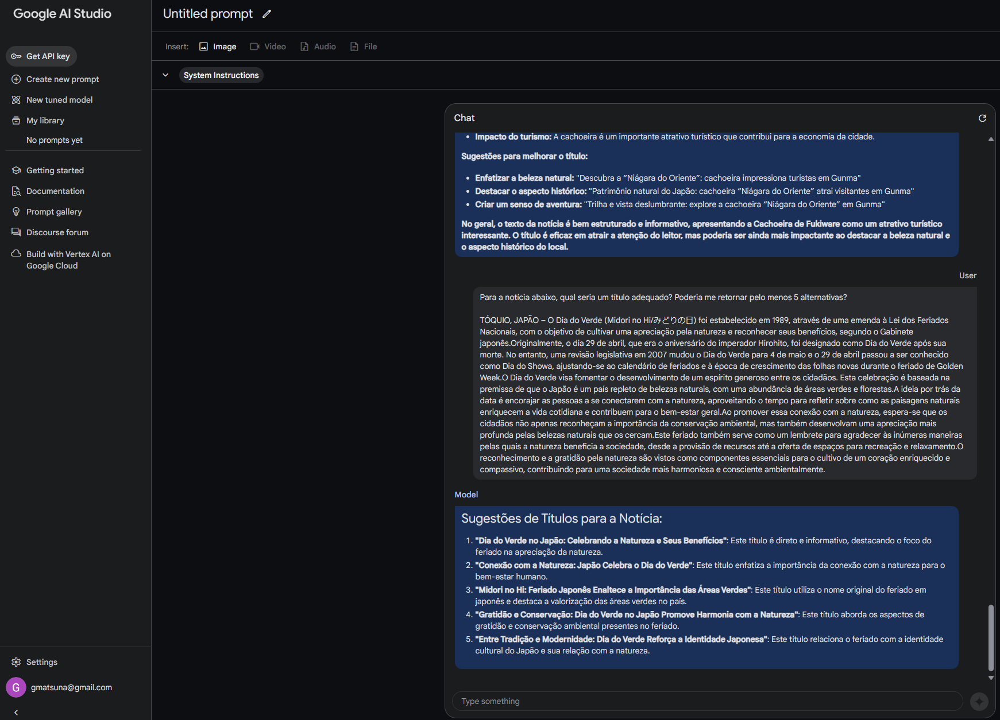 Google AI Studio
Get API key
Create new prompt
New tuned model
My library
No prompts yet
Getting started
Documentation
Prompt gallery
Discourse forum
Build with Vertex AI on
Google Cloud
Settings
G
gmatsuna@gmail.com
Untitled prompt
Insert: Image Video Audio File
System Instructions
Chat
• Impacto do turismo: A cachoeira é um importante atrativo turístico que contribui para a economia da cidade.
Sugestões para melhorar o título:
• Enfatizar a beleza natural: "Descubra a “Niágara do Oriente”: cachoeira impressiona turistas em Gunma"
• Destacar o aspecto histórico: "Patrimônio natural do Japão: cachoeira “Niágara do Oriente” atrai visitantes em Gunma"
• Criar um senso de aventura: "Trilha e vista deslumbrante: explore a cachoeira “Niágara do Oriente” em Gunma"
No geral, o texto da notícia é bem estruturado e informativo, apresentando a Cachoeira de Fukiware como um atrativo turístico
interessante. O título é eficaz em atrair a atenção do leitor, mas poderia ser ainda mais impactante ao destacar a beleza natural e
o aspecto histórico do local.
User
Para a notícia abaixo, qual seria um título adequado? Poderia me retornar pelo menos 5 alternativas?
TÓQUIO, JAPÃO – O Dia do Verde (Midori no Hi/みどりの日) foi estabelecido em 1989, através de uma emenda à Lei dos Feriados
Nacionais, com o objetivo de cultivar uma apreciação pela natureza e reconhecer seus benefícios, segundo o Gabinete
japonês.Originalmente, o dia 29 de abril, que era o aniversário do imperador Hirohito, foi designado como Dia do Verde após sua
morte. No entanto, uma revisão legislativa em 2007 mudou o Dia do Verde para 4 de maio e o 29 de abril passou a ser conhecido
como Dia do Showa, ajustando-se ao calendário de feriados e à época de crescimento das folhas novas durante o feriado de Golden
Week.O Dia do Verde visa fomentar o desenvolvimento de um espírito generoso entre os cidadãos. Esta celebração é baseada na
premissa de que o Japão é um país repleto de belezas naturais, com uma abundância de áreas verdes e florestas.A ideia por trás da
data é encorajar as pessoas a se conectarem com a natureza, aproveitando o tempo para refletir sobre como as paisagens naturais
enriquecem a vida cotidiana e contribuem para o bem-estar geral.Ao promover essa conexão com a natureza, espera-se que os
cidadãos não apenas reconheçam a importância da conservação ambiental, mas também desenvolvam uma apreciação mais
profunda pelas belezas naturais que os cercam.Este feriado também serve como um lembrete para agradecer às inúmeras maneiras
pelas quais a natureza beneficia a sociedade, desde a provisão de recursos até a oferta de espaços para recreação e relaxamento.O
reconhecimento e a gratidão pela natureza são vistos como componentes essenciais para o cultivo de um coração enriquecido e
compassivo, contribuindo para uma sociedade mais harmoniosa e consciente ambientalmente.
Model
Sugestões de Títulos para a Notícia:
1. "Dia do Verde no Japão: Celebrando a Natureza e Seus Benefícios": Este título é direto e informativo, destacando o foco do
feriado na apreciação da natureza.
2. "Conexão com a Natureza: Japão Celebra o Dia do Verde": Este título enfatiza a importância da conexão com a natureza para o
bem-estar humano.
3. "Midori no Hi: Feriado Japonês Enaltece a Importância das Áreas Verdes": Este título utiliza o nome original do feriado em
japonês e destaca a valorização das áreas verdes no país.
4. "Gratidão e Conservação: Dia do Verde no Japão Promove Harmonia com a Natureza": Este título aborda os aspectos de
gratidão e conservação ambiental presentes no feriado.
5. "Entre Tradição e Modernidade: Dia do Verde Reforça a Identidade Japonesa": Este título relaciona o feriado com a identidade
cultural do Japão e sua relação com a natureza.
Type something